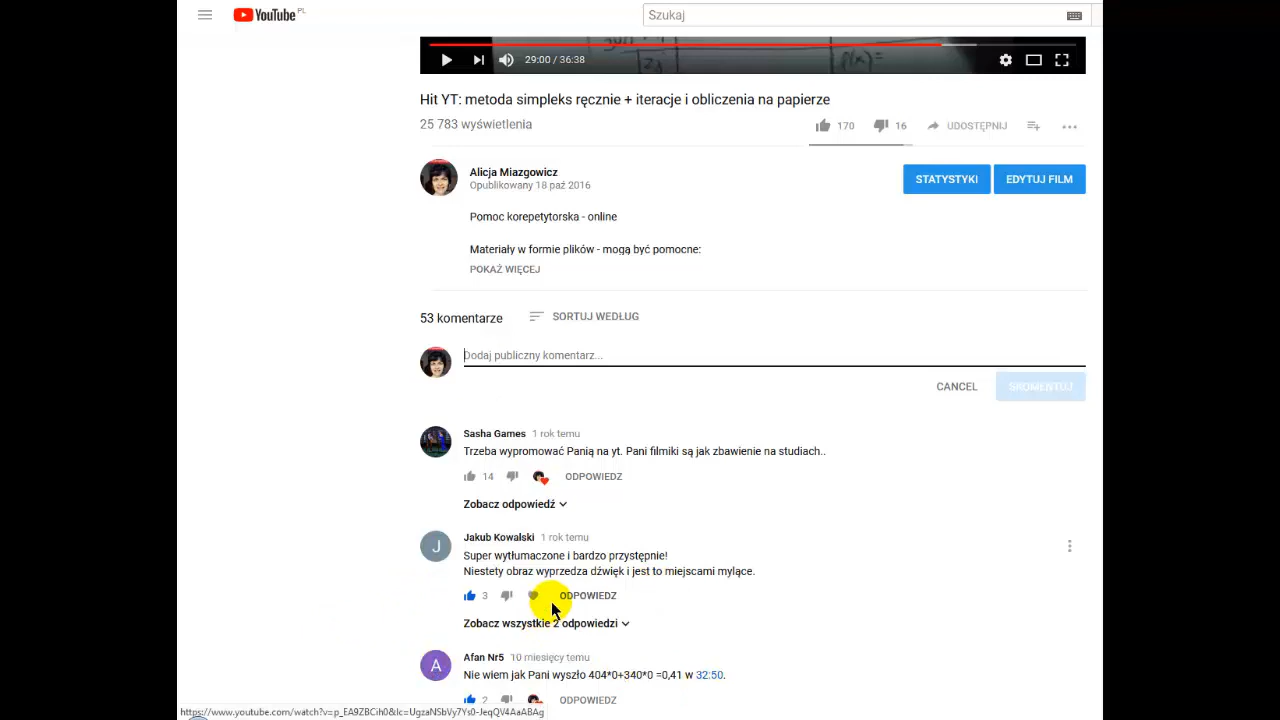 YouTube PL
Szukaj
29:00 / 36:38
f(x)=
Hit YT: metoda simpleks ręcznie + iteracje i obliczenia na papierze
25 783 wyświetlenia
170 16 UDOSTĘPNIJ
Alicja Miazgowicz
Opublikowany 18 paź 2016
STATYSTYKI EDYTUJ FILM
Pomoc korepetytorska - online
Materiały w formie plików - mogą być pomocne:
POKAŻ WIĘCEJ
53 komentarze SORTUJ WEDŁUG
Dodaj publiczny komentarz...
CANCEL SKOMENTUJ
Sasha Games 1 rok temu
Trzeba wypromować Panią na yt. Pani filmiki są jak zbawienie na studiach..
14 ODPOWIEDZ
Zobacz odpowiedź
J
Jakub Kowalski 1 rok temu
Super wytłumaczone i bardzo przystępnie!
Niestety obraz wyprzedza dźwięk i jest to miejscami mylące.
3 ODPOWIEDZ
Zobacz wszystkie 2 odpowiedzi
A
Afan Nr5 10 miesięcy temu
Nie wiem jak Pani wyszło 404*0+340*0 =0,41 w 32:50.
2 ODPOWIEDZ
https://www.youtube.com/watch?v=p_EA9ZBCih0&lc=UgzaNSbVy7Ys0-JeqQV4AaABAg